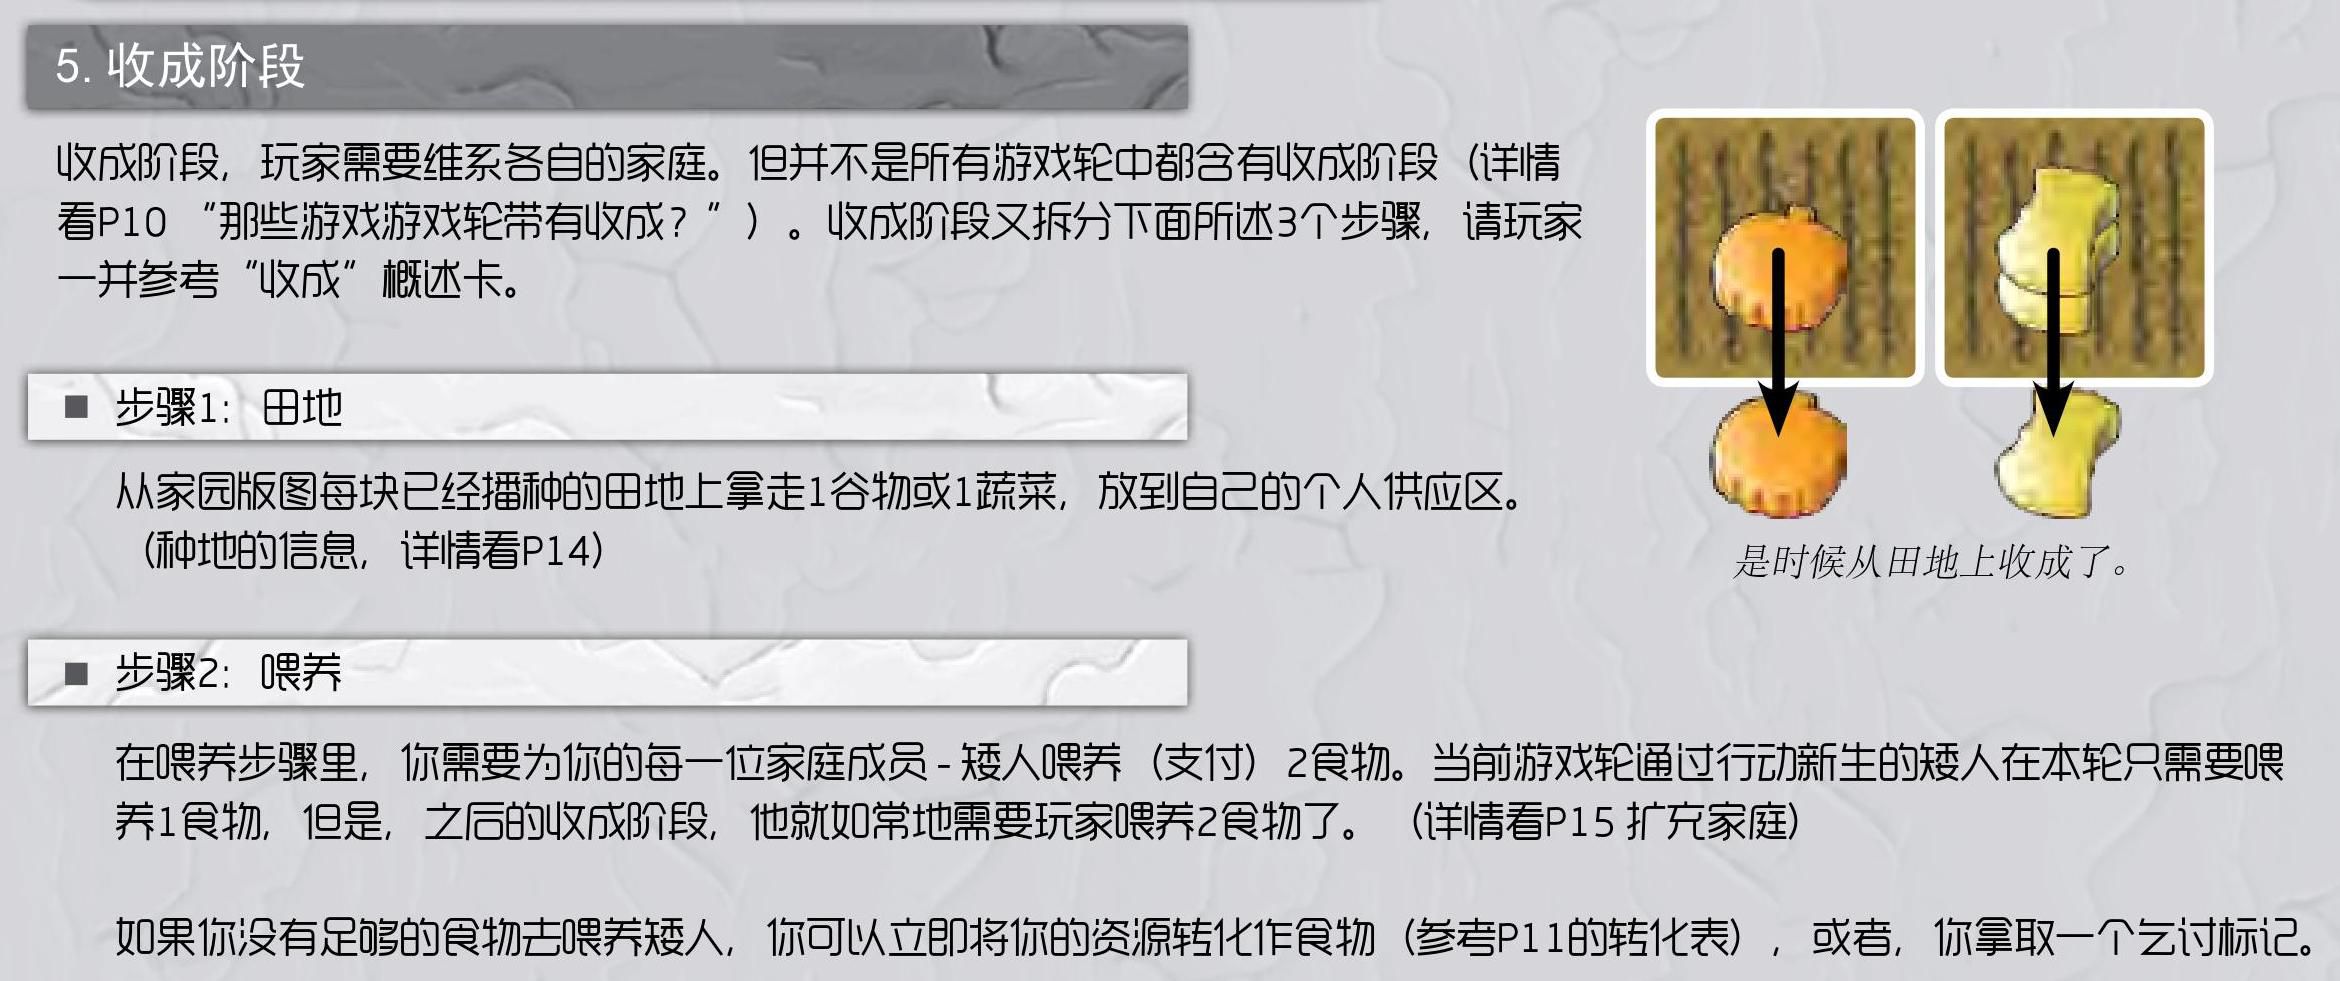 5. 收成阶段
收成阶段，玩家需要维系各自的家庭。但并不是所有游戏轮中都含有收成阶段（详情
看P10 “那些游戏游戏轮带有收成？”）。收成阶段又拆分下面所述3个步骤，请玩家
一并参考“收成”概述卡。
■ 步骤1：田地
从家园版图每块已经播种的田地上拿走1谷物或1蔬菜，放到自己的个人供应区。
（种地的信息，详情看P14）
是时候从田地上收成了。
■ 步骤2：喂养
在喂养步骤里，你需要为你的每一位家庭成员-矮人喂养（支付）2食物。当前游戏轮通过行动新生的矮人在本轮只需要喂
养1食物，但是，之后的收成阶段，他就如常地需要玩家喂养2食物了。（详情看P15 扩充家庭）
如果你没有足够的食物去喂养矮人，你可以立即将你的资源转化作食物（参考P11的转化表），或者，你拿取一个乞讨标记。